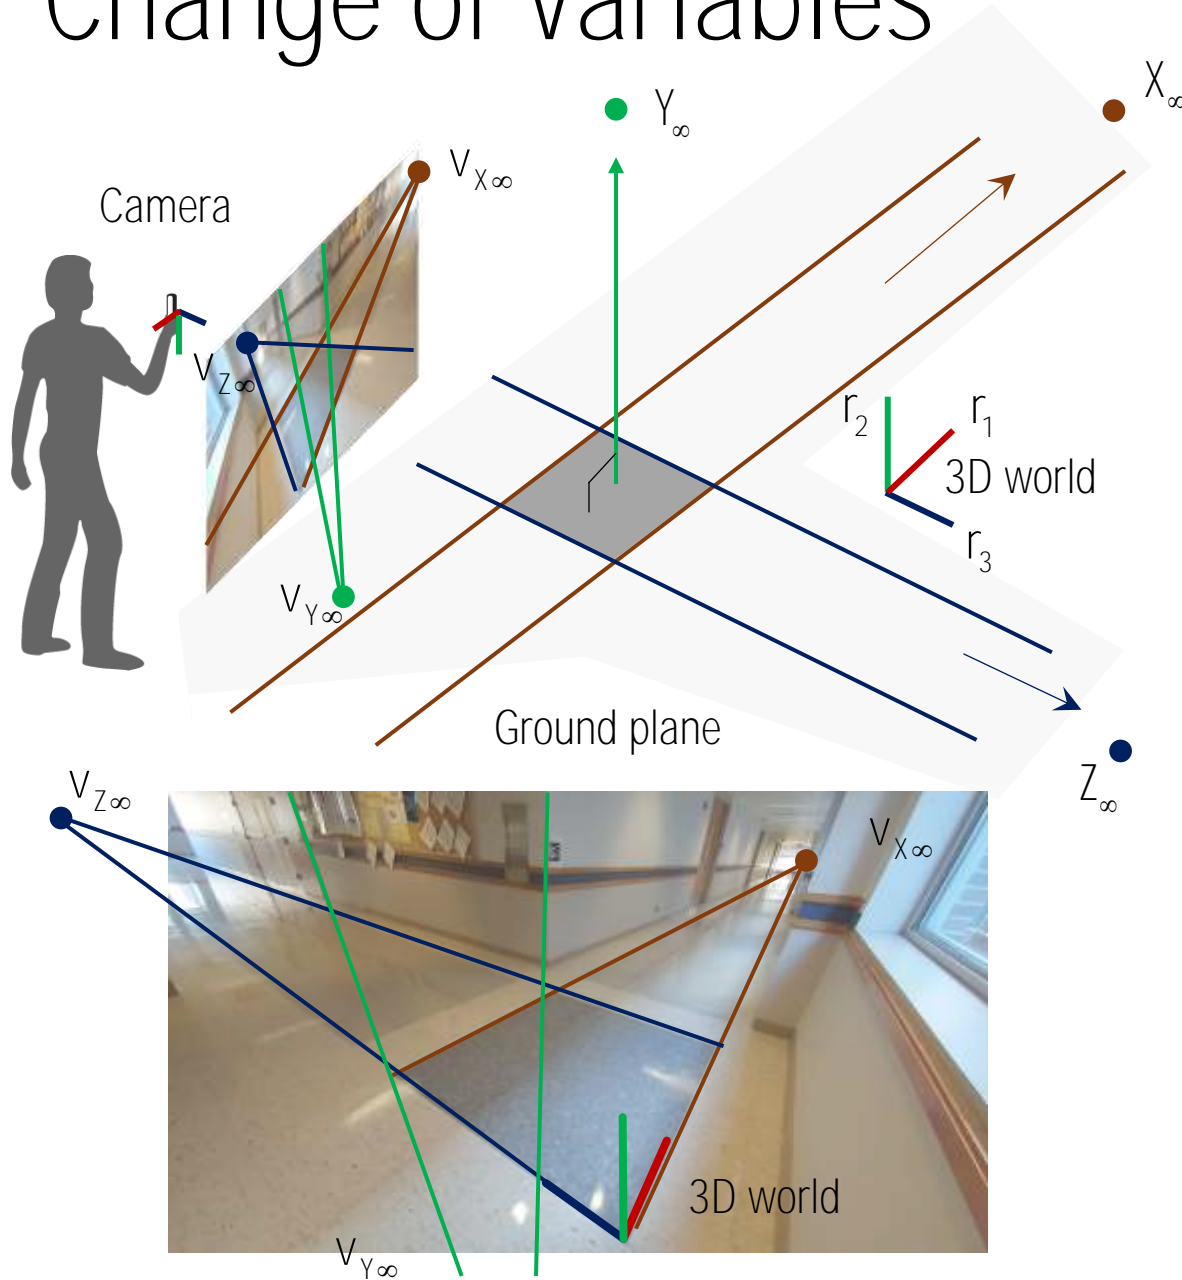 Change of Variables
Y∞
X∞
vX∞
Camera
vZ∞
r2
r1
3D world
r3
vY∞
Ground plane
vZ∞
Z∞
vX∞
3D world
vY∞